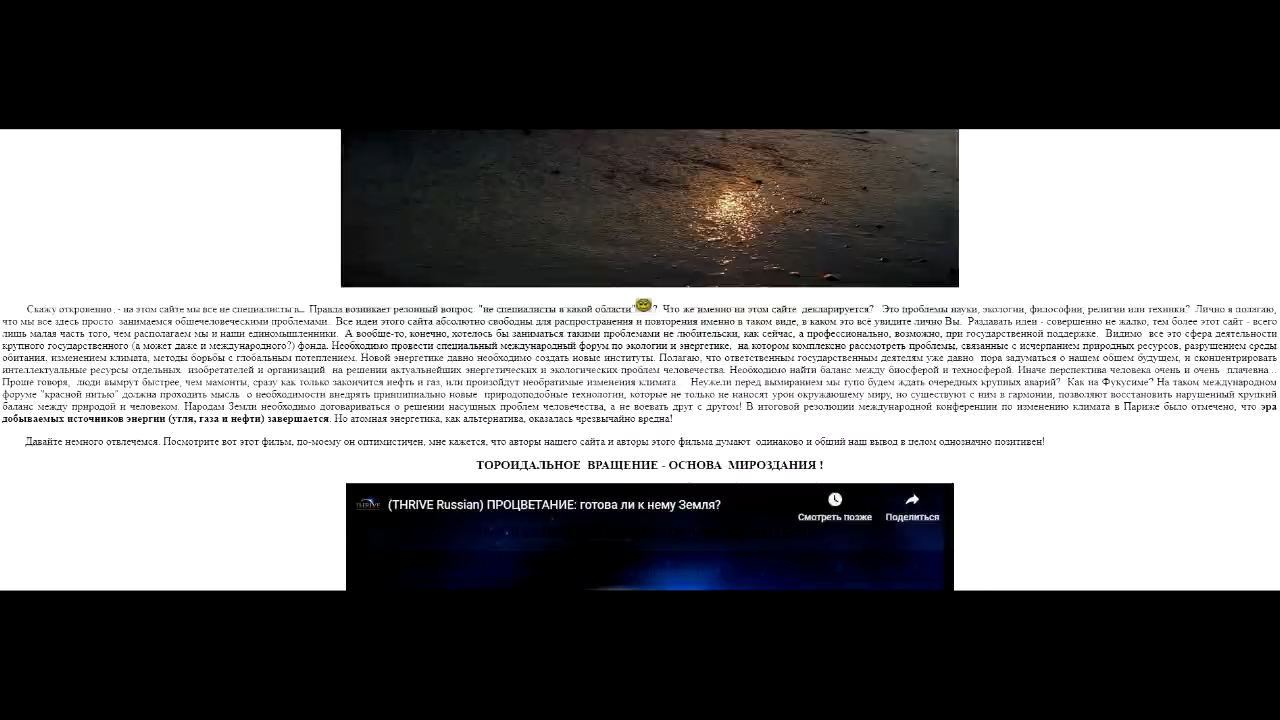 Скажу откровенно, - на этом сайте мы все не специалисты в... Правда возникает резонный вопрос: "не специалисты в какой области"? Что же именно на этом сайте декларируется? Это проблемы науки, экологии, философии, религии или техники? Лично я полагаю,
что мы все здесь просто занимаемся общечеловеческими проблемами. Все идеи этого сайта абсолютно свободны для распространения и повторения именно в таком виде, в каком это всё увидите лично Вы. Раздавать идеи - совершенно не жалко, тем более этот сайт - всего
лишь малая часть того, чем располагаем мы и наши единомышленники. А вообще-то, конечно, хотелось бы заниматься такими проблемами не любительски, как сейчас, а профессионально, возможно, при государственной поддержке. Видимо все это сфера деятельности
крупного государственного (а может даже и международного?) фонда. Необходимо провести специальный международный форум по экологии и энергетике, на котором комплексно рассмотреть проблемы, связанные с исчерпанием природных ресурсов, разрушением среды
обитания, изменением климата, методы борьбы с глобальным потеплением. Новой энергетике давно необходимо создать новые институты. Полагаю, что ответственным государственным деятелям уже давно пора задуматься о нашем общем будущем, и сконцентрировать
интеллектуальные ресурсы отдельных изобретателей и организаций на решении актуальнейших энергетических и экологических проблем человечества. Необходимо найти баланс между биосферой и техносферой. Иначе перспектива человека очень и очень плачевна...
Проще говоря, люди вымрут быстрее, чем мамонты, сразу как только закончится нефть и газ, или произойдут необратимые изменения климата. Неужели перед вымиранием мы тупо будем ждать очередных крупных аварий? Как на Фукусиме? На таком международном
форуме "красной нитью" должна проходить мысль о необходимости внедрять принципиально новые природоподобные технологии, которые не только не наносят урон окружающему миру, но существуют с ним в гармонии, позволяют восстановить нарушенный хрупкий
баланс между природой и человеком. Народам Земли необходимо договариваться о решении насущных проблем человечества, а не воевать друг с другом! В итоговой резолюции международной конференции по изменению климата в Париже было отмечено, что эра
добываемых источников энергии (угля, газа и нефти) завершается. Но атомная энергетика, как альтернатива, оказалась чрезвычайно вредна!
Давайте немного отвлечемся. Посмотрите вот этот фильм, по-моему он оптимистичен, мне кажется, что авторы нашего сайта и авторы этого фильма думают одинаково и общий наш вывод в целом однозначно позитивен!
ТОРОИДАЛЬНОЕ ВРАЩЕНИЕ - ОСНОВА МИРОЗДАНИЯ !
THRIVE (THRIVE Russian) ПРОЦВЕТАНИЕ: готова ли к нему Земля?
Смотреть позже Поделиться